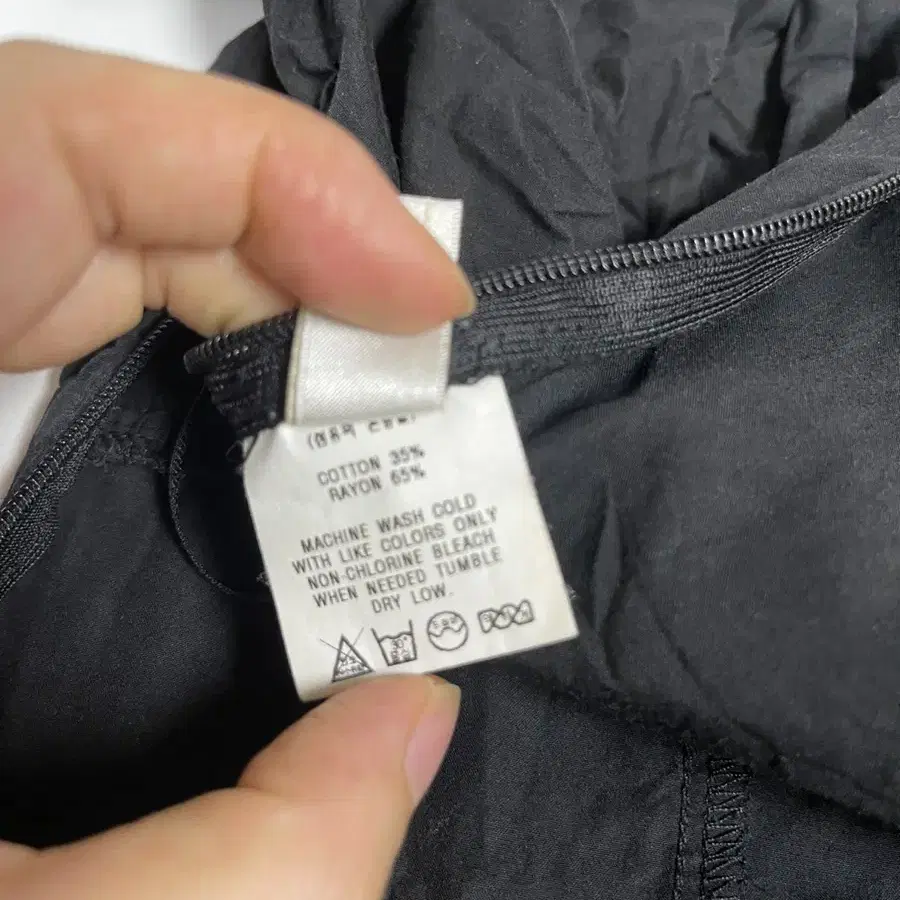 COTTON 35%
RAYON 65%
MACHINE WASH COLD
WITH LIKE COLORS ONLY
NON-CHLORINE BLEACH
WHEN NEEDED TUMBLE
DRY LOW.